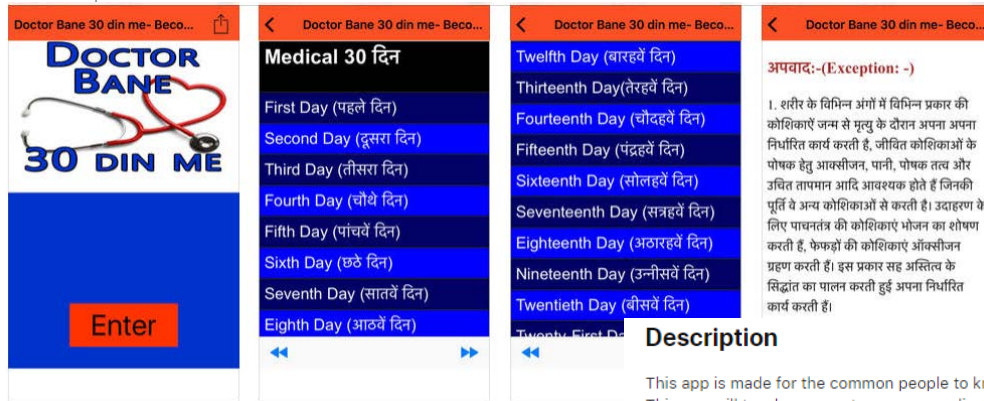 Doctor Bane 30 din me- Beco...
DOCTOR
BANE
30 DIN ME
Enter
Doctor Bane 30 din me- Beco...
Medical 30 दिन
First Day (पहले दिन)
Second Day (दूसरा दिन)
Third Day (तीसरा दिन)
Fourth Day (चौथे दिन)
Fifth Day (पांचवें दिन)
Sixth Day (छठे दिन)
Seventh Day (सातवें दिन)
Eighth Day (आठवें दिन)
Doctor Bane 30 din me- Beco...
Twelfth Day (बारहवें दिन)
Thirteenth Day(तेरहवें दिन)
Fourteenth Day (चौदहवें दिन)
Fifteenth Day (पंद्रहवें दिन)
Sixteenth Day (सोलहवें दिन)
Seventeenth Day (सत्रहवें दिन)
Eighteenth Day (अठारहवें दिन)
Nineteenth Day (उन्नीसवें दिन)
Twentieth Day (बीसवें दिन)
Twenty First
Doctor Bane 30 din me- Beco...
अपवाद:-(Exception: -)
1. शरीर के विभिन्न अंगों में विभिन्न प्रकार की
कोशिकाऐं जन्म से मृत्यु के दौरान अपना अपना
निर्धारित कार्य करती है, जीवित कोशिकाओं के
पोषक हेतु आक्सीजन, पानी, पोषक तत्व और
उचित तापमान आदि आवश्यक होते हैं जिनकी
पूर्ति वे अन्य कोशिकाओं से करती है। उदाहरण के
लिए पाचनतंत्र की कोशिकाएं भोजन का शोषण
करती हैं, फेफड़ों की कोशिकाएं ऑक्सीजन
ग्रहण करती हैं। इस प्रकार सह अस्तित्व के
सिद्धांत का पालन करती हुई अपना निर्धारित
कार्य करती हैं।
Description
This app is made for the common people to